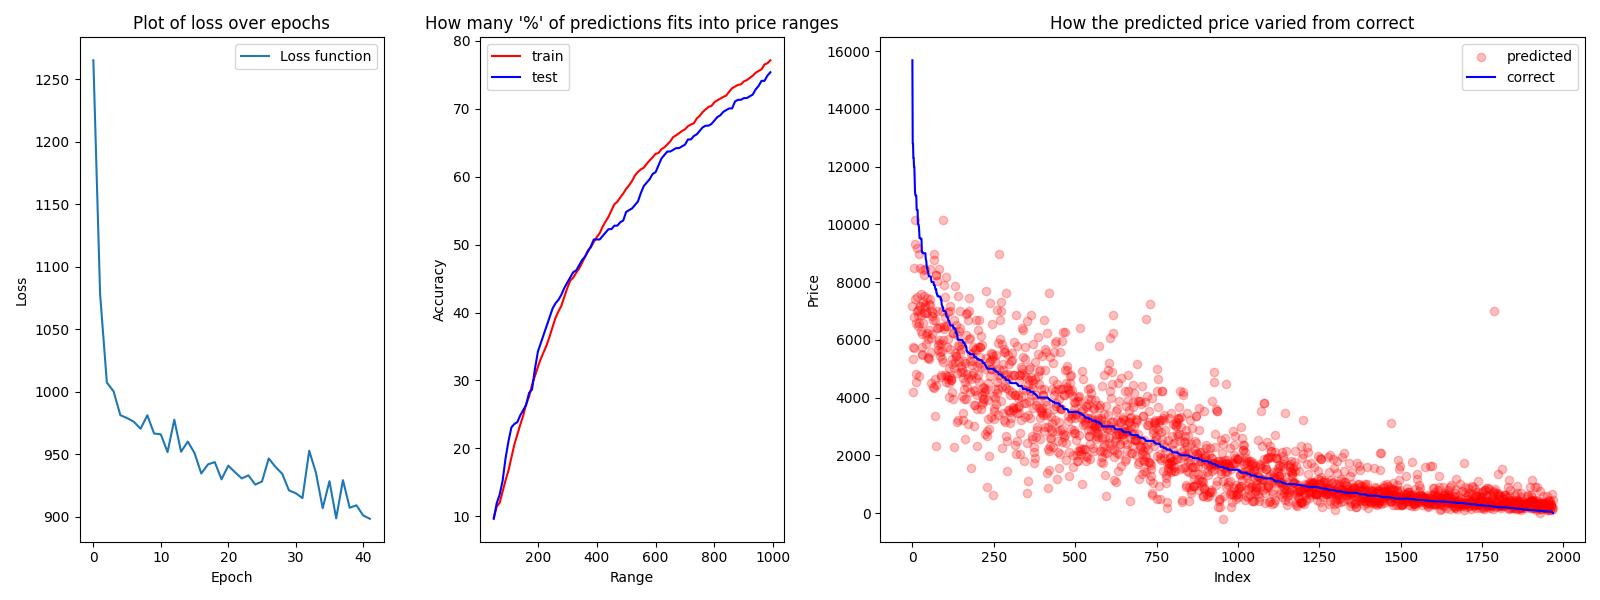 Plot of loss over epochs
Loss function
1250
1200
1150
1100
1050
1000
950
900
0 10 20 30 40
Loss
Epoch
How many '%' of predictions fits into price ranges
train
test
80
70
60
50
40
30
20
10
200 400 600 800 1000
Accuracy
Range
How the predicted price varied from correct
predicted
correct
16000
14000
12000
10000
8000
6000
4000
2000
0
0 250 500 750 1000 1250 1500 1750 2000
Price
Index